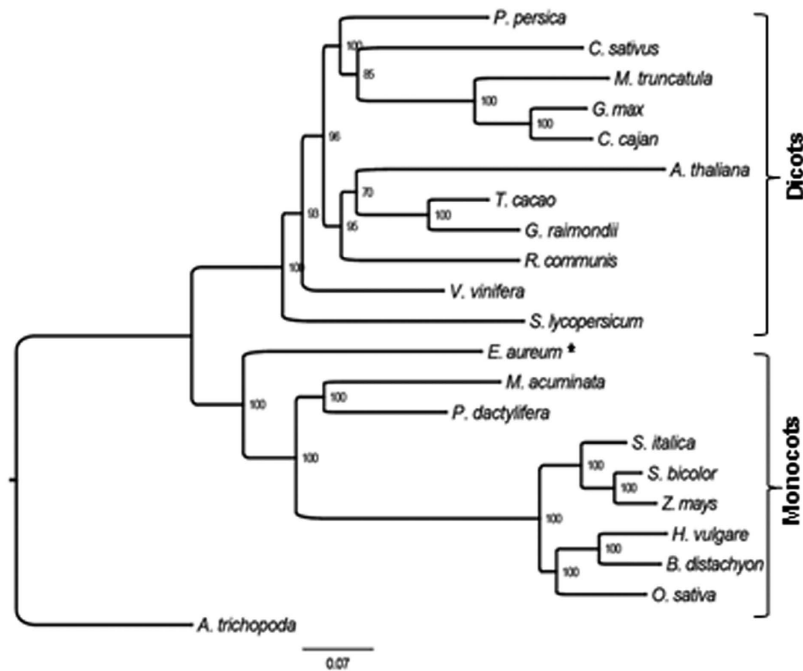 P. persica
100
C. sativus
85
M. truncatula
100
G. max
100
C. cajan
96
A. thaliana
70
T. cacao
100
G. raimondii
93
95
R. communis
100
V. vinifera
S. lycopersicum
Dicots
E. aureum *
M. acuminata
100
100
P. dactylifera
S. italica
100
100
S. bicolor
100
Z. mays
100
H. vulgare
100
B. distachyon
100
O. sativa
Monocots
A. trichopoda
0.07